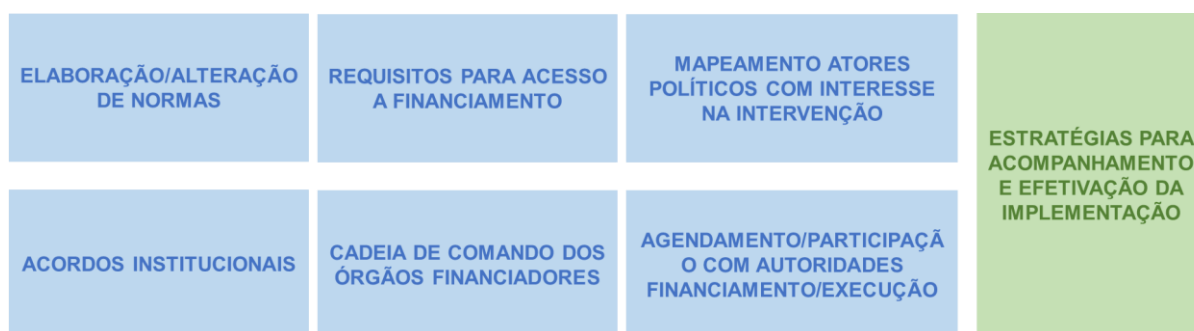 ELABORAÇÃO/ALTERAÇÃO
DE NORMAS
REQUISITOS PARA ACESSO
A FINANCIAMENTO
MAPEAMENTO ATORES
POLÍTICOS COM INTERESSE
NA INTERVENÇÃO
ACORDOS INSTITUCIONAIS
CADEIA DE COMANDO DOS
ÓRGÃOS FINANCIADORES
AGENDAMENTO/PARTICIPAÇÃ
O COM AUTORIDADES
FINANCIAMENTO/EXECUÇÃO
ESTRATÉGIAS PARA
ACOMPANHAMENTO
E EFETIVAÇÃO DA
IMPLEMENTAÇÃO